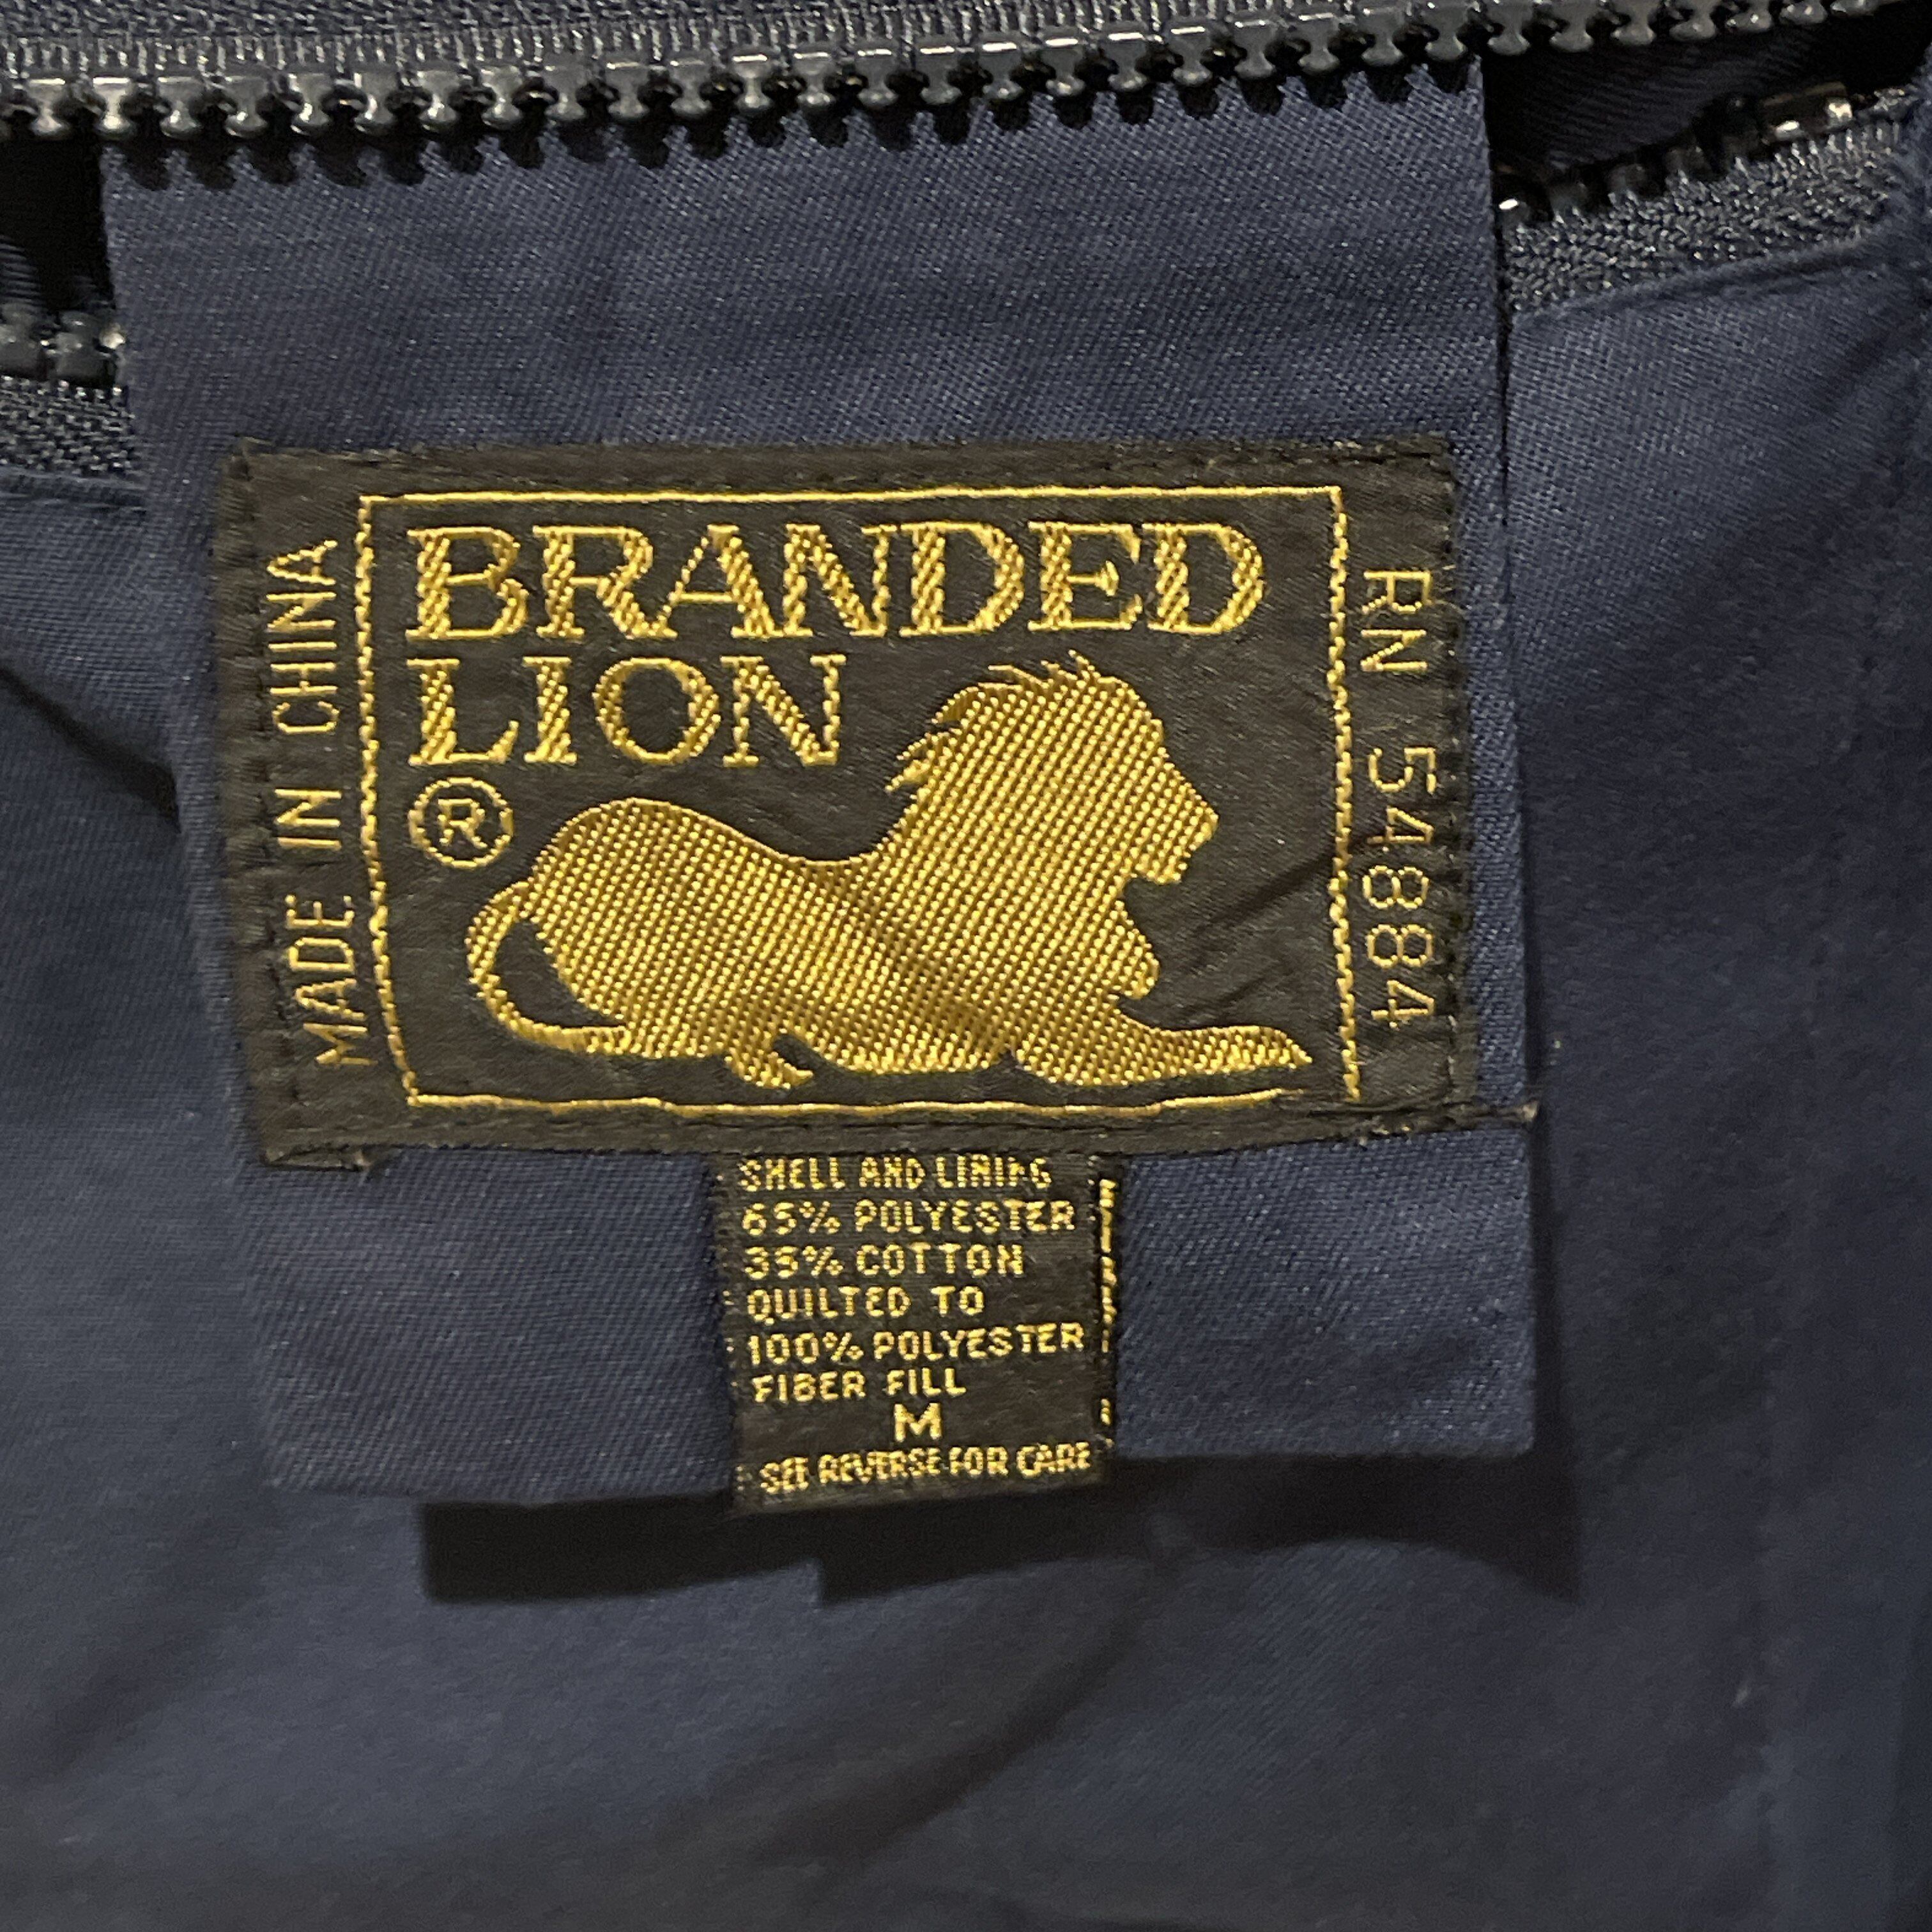 BRANDED
LION
®
MADE IN CHINA
RN 54884
SHELL AND LINING
65% POLYESTER
35% COTTON
QUILTED TO
100% POLYESTER
FIBER FILL
M
SEE REVERSE FOR CARE